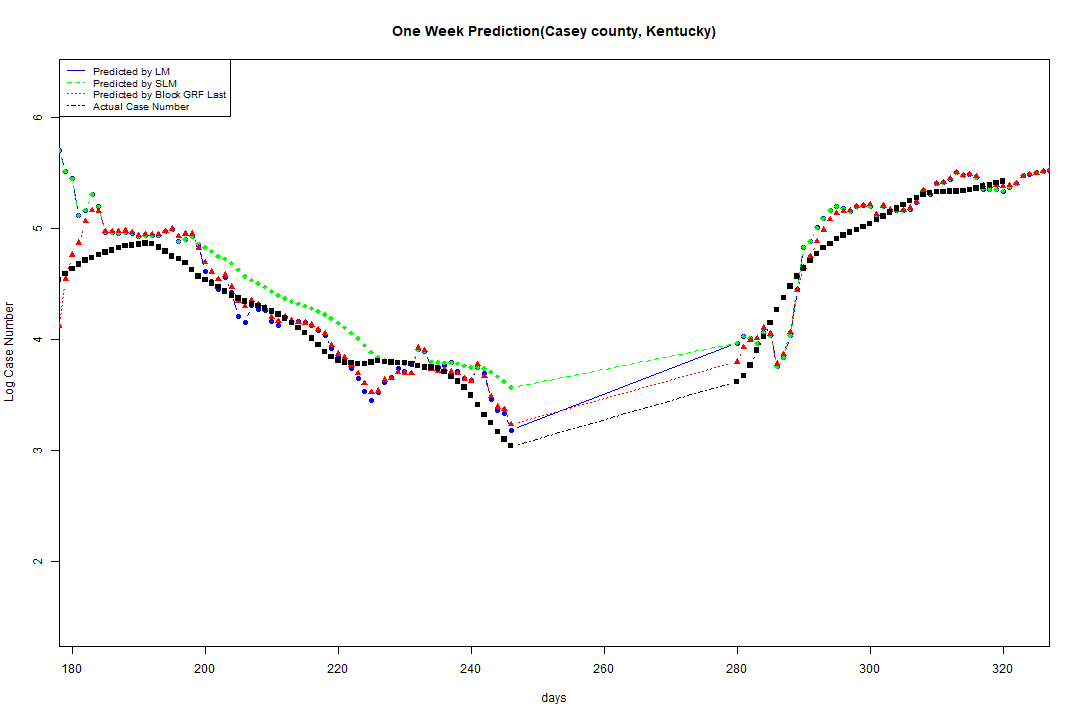 One Week Prediction(Casey county, Kentucky)
Predicted by LM
Predicted by SLM
Predicted by Block GRF Last
Actual Case Number
6
5
4
3
2
Log Case Number
180 200 220 240 260 280 300 320
days